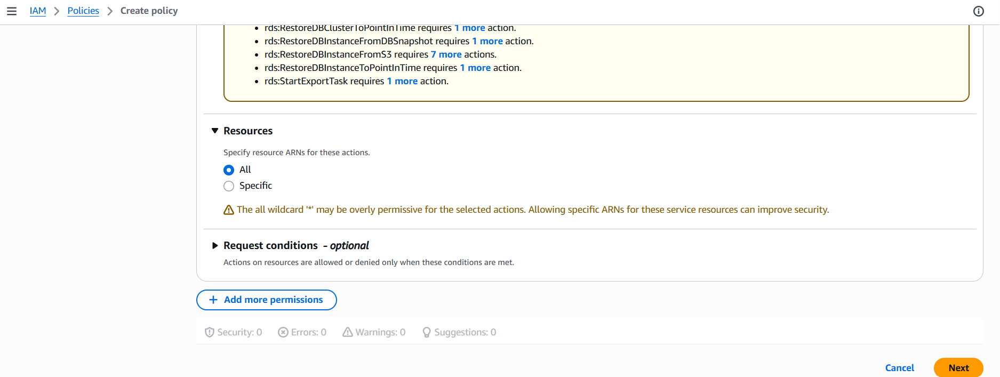 IAM > Policies > Create policy
• rds:RestoreDBClusterToPointInTime requires 1 more action.
• rds:RestoreDBInstanceFromDBSnapshot requires 1 more action.
• rds:RestoreDBInstanceFromS3 requires 7 more actions.
• rds:RestoreDBInstanceToPointInTime requires 1 more action.
• rds:StartExportTask requires 1 more action.
Resources
Specify resource ARNs for these actions.
All
Specific
The all wildcard '*' may be overly permissive for the selected actions. Allowing specific ARNs for these service resources can improve security.
Request conditions - optional
Actions on resources are allowed or denied only when these conditions are met.
+ Add more permissions
Security: 0 Errors: 0 Warnings: 0 Suggestions: 0
Cancel Next